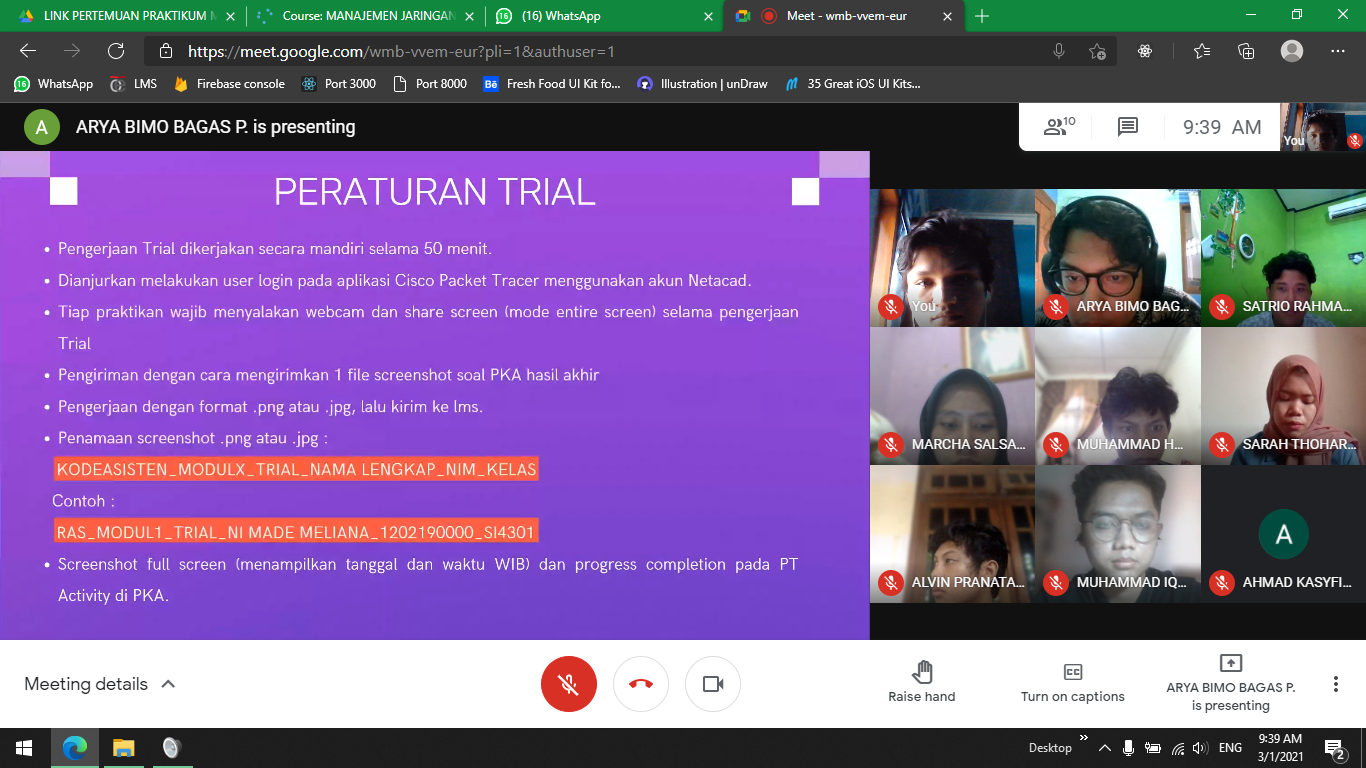 LINK PERTEMUAN PRAKTIKUM
Course: MANAJEMEN JARINGAN
(16) WhatsApp
Meet - wmb-vvem-eur
https://meet.google.com/wmb-vvem-eur?pli=1&authuser=1
16 WhatsApp
LMS
Firebase console
Port 3000
Port 8000
Bē Fresh Food UI Kit fo...
Illustration | unDraw
35 Great iOS UI Kits...
A
ARYA BIMO BAGAS P. is presenting
10
9:39 AM
You
PERATURAN TRIAL
• Pengerjaan Trial dikerjakan secara mandiri selama 50 menit.
• Dianjurkan melakukan user login pada aplikasi Cisco Packet Tracer menggunakan akun Netacad.
• Tiap praktikan wajib menyalakan webcam dan share screen (mode entire screen) selama pengerjaan
Trial
• Pengiriman dengan cara mengirimkan 1 file screenshot soal PKA hasil akhir
• Pengerjaan dengan format .png atau .jpg, lalu kirim ke lms.
• Penamaan screenshot .png atau .jpg :
KODEASISTEN_MODULX_TRIAL_NAMA LENGKAP_NIM_KELAS
Contoh :
RAS_MODUL1_TRIAL_NI MADE MELIANA_1202190000_SI4301
• Screenshot full screen (menampilkan tanggal dan waktu WIB) dan progress completion pada PT
Activity di PKA.
You
ARYA BIMO BAG...
SATRIO RAHMA...
MARCHA SALSA...
MUHAMMAD H...
SARAH THOHAR...
ALVIN PRANATA...
MUHAMMAD IQ...
A
AHMAD KASYFI...
Meeting details
Raise hand
CC
Turn on captions
ARYA BIMO BAGAS P.
is presenting
Desktop
»
ENG
9:39 AM
3/1/2021
2